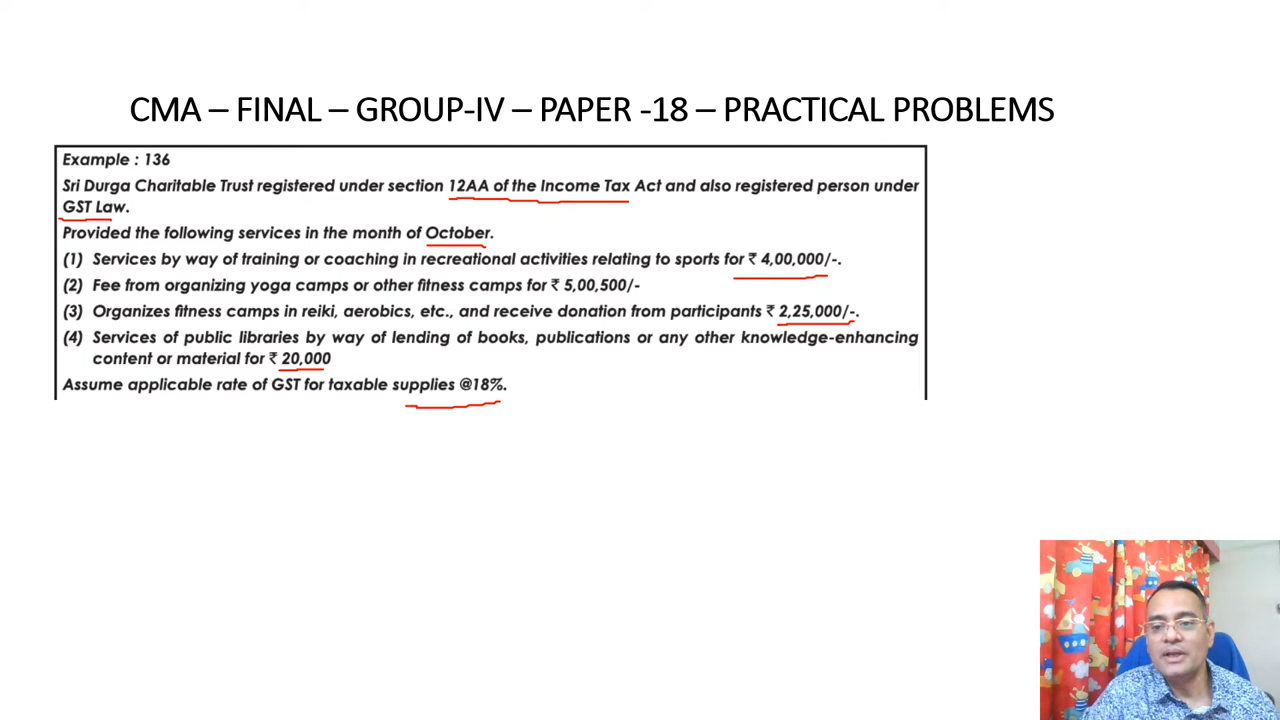 CMA – FINAL – GROUP-IV – PAPER -18 – PRACTICAL PROBLEMS
Example : 136
Sri Durga Charitable Trust registered under section 12AA of the Income Tax Act and also registered person under
GST Law.
Provided the following services in the month of October.
(1) Services by way of training or coaching in recreational activities relating to sports for ₹ 4,00,000/-.
(2) Fee from organizing yoga camps or other fitness camps for ₹ 5,00,500/-
(3) Organizes fitness camps in reiki, aerobics, etc., and receive donation from participants ₹ 2,25,000/-.
(4) Services of public libraries by way of lending of books, publications or any other knowledge-enhancing
content or material for ₹ 20,000
Assume applicable rate of GST for taxable supplies @18%.